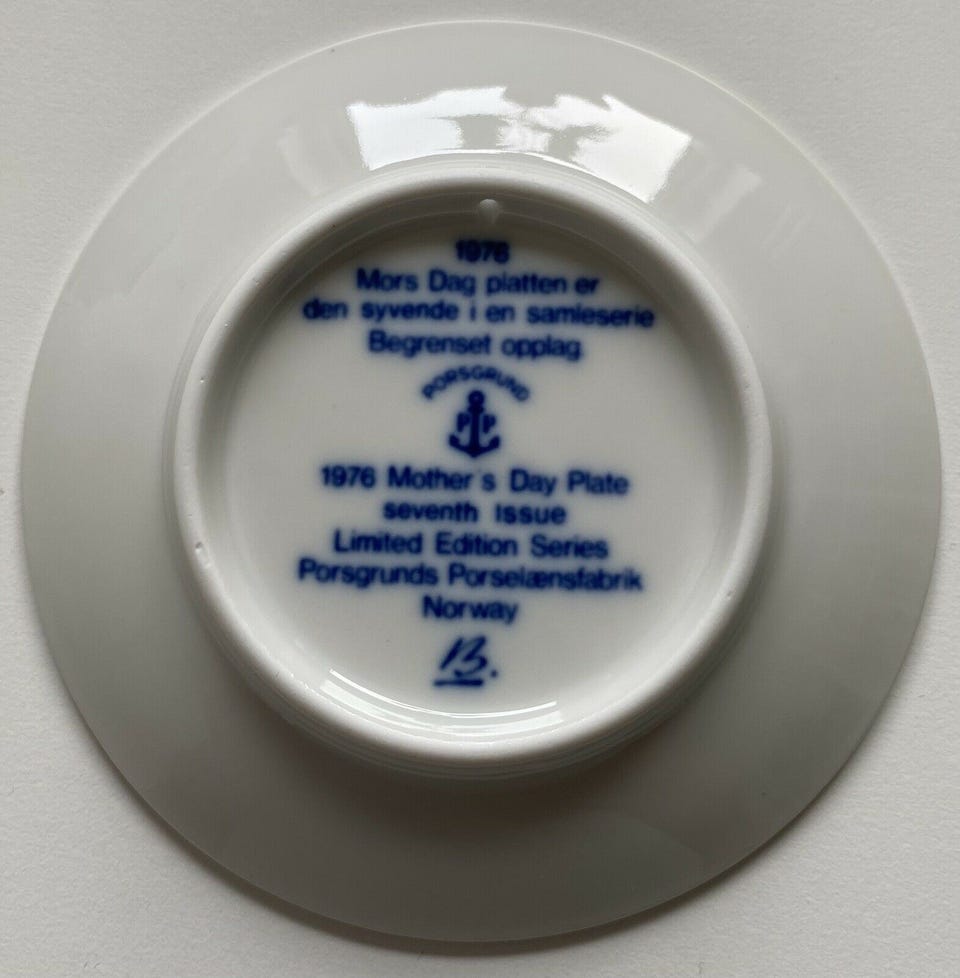 1976
Mors Dag platten er
den syvende i en samleserie
Begrenset opplag
PORSGRUND
P P
1976 Mother's Day Plate
seventh issue
Limited Edition Series
Porsgrunds Porselænsfabrik
Norway
B.